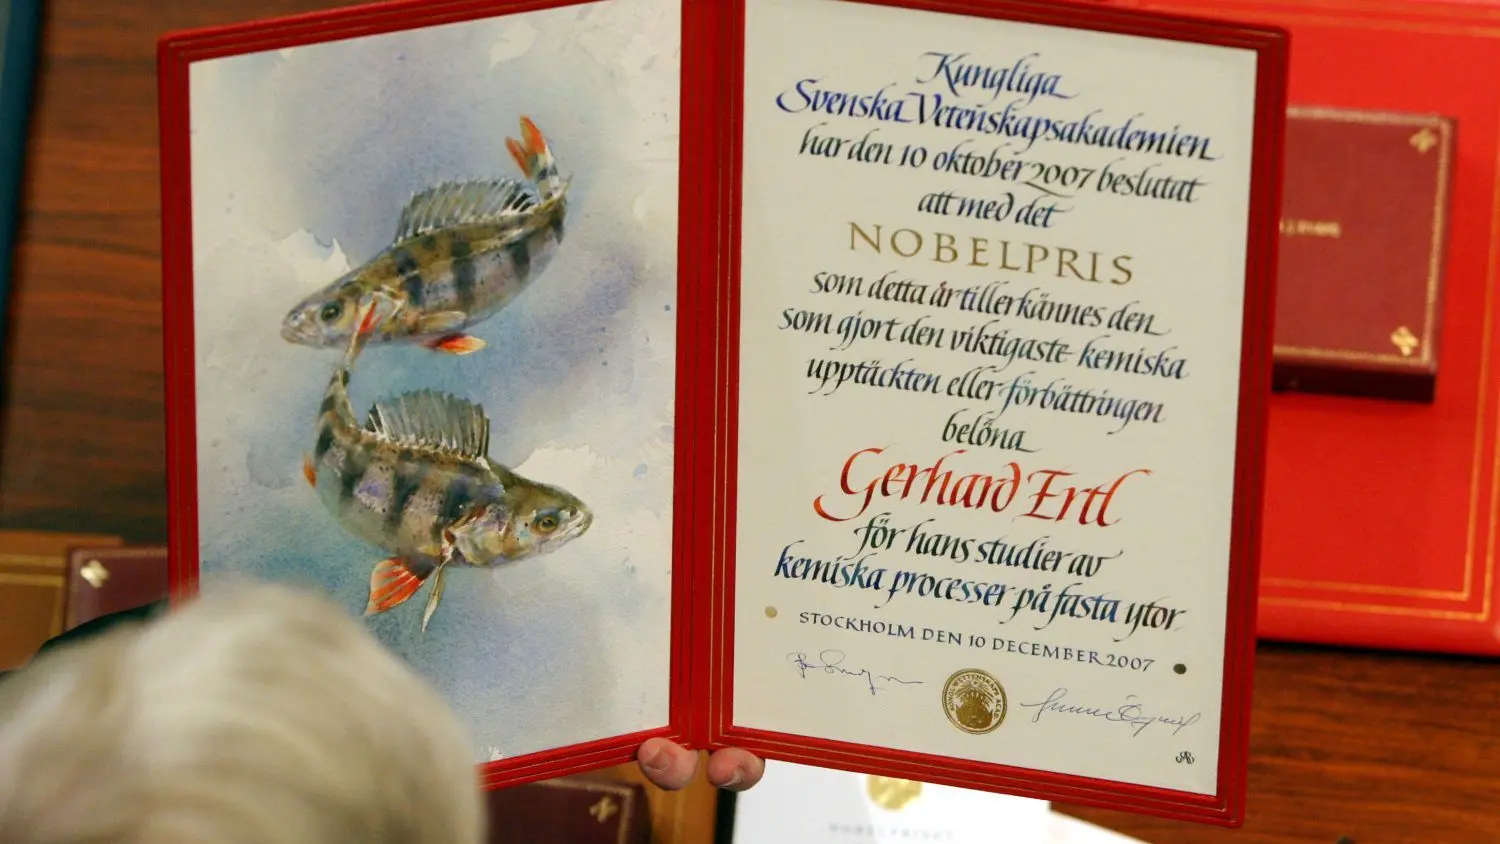 Kungliga
Svenska Vetenskapsakademien
har den 10 oktober 2007 beslutat
att med det
NOBELPRIS
som detta år tillerkännes den
som gjort den viktigaste kemiska
upptäckten eller förbättringen
belöna
Gerhard Ertl
för hans studier av
kemiska processer på fasta ytor
STOCKHOLM DEN 10 DECEMBER 2007